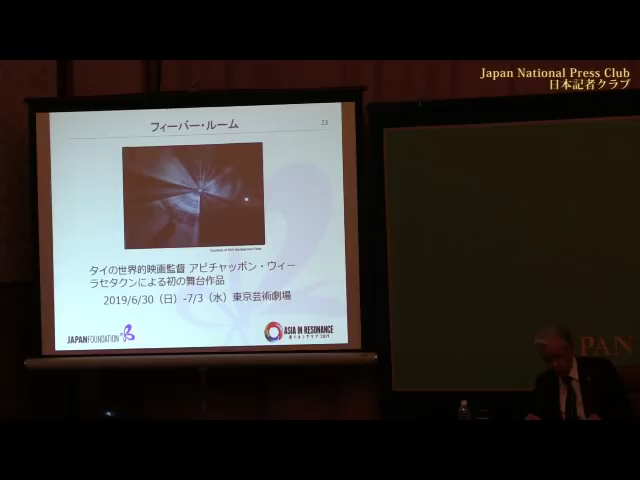 Japan National Press Club
日本記者クラブ
フィーバー・ルーム
23
タイの世界的映画監督 アピチャッポン・ウィー
ラセタクンによる初の舞台作品
2019/6/30（日）-7/3（水）東京芸術劇場
JAPANFOUNDATION
ASIA IN RESONANCE
PAN